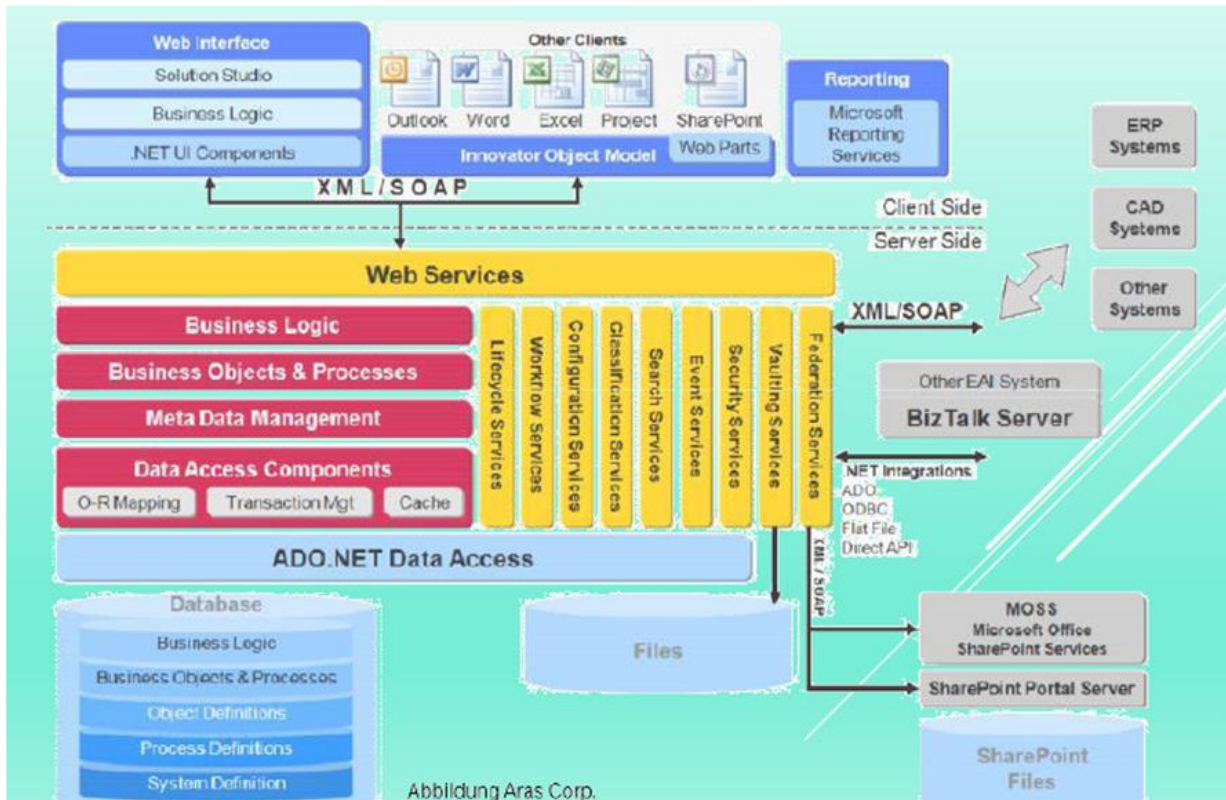 Web Interface
Solution Studio
Business Logic
.NET UI Components
Other Clients
Outlook Word Excel Project SharePoint
Innovator Object Model
Web Parts
Reporting
Microsoft
Reporting
Services
ERP
Systems
CAD
Systems
Other
Systems
XML/SOAP
Client Side
Server Side
Web Services
Business Logic
Business Objects & Processes
Meta Data Management
Data Access Components
O-R Mapping
Transaction Mgt
Cache
Lifecycle Services
Workflow Services
Configuration Services
Classification Services
Search Services
Event Services
Security Services
Vaulting Services
Federation Services
XML/SOAP
Other EAI System
BizTalk Server
.NET Integrations
ADO
ODBC
Flat File
Direct API
XML / SOAP
ADO.NET Data Access
Database
Business Logic
Business Objects & Processes
Object Definitions
Process Definitions
System Definition
Files
MOSS
Microsoft Office
SharePoint Services
SharePoint Portal Server
SharePoint
Files
Abbildung Aras Corp.